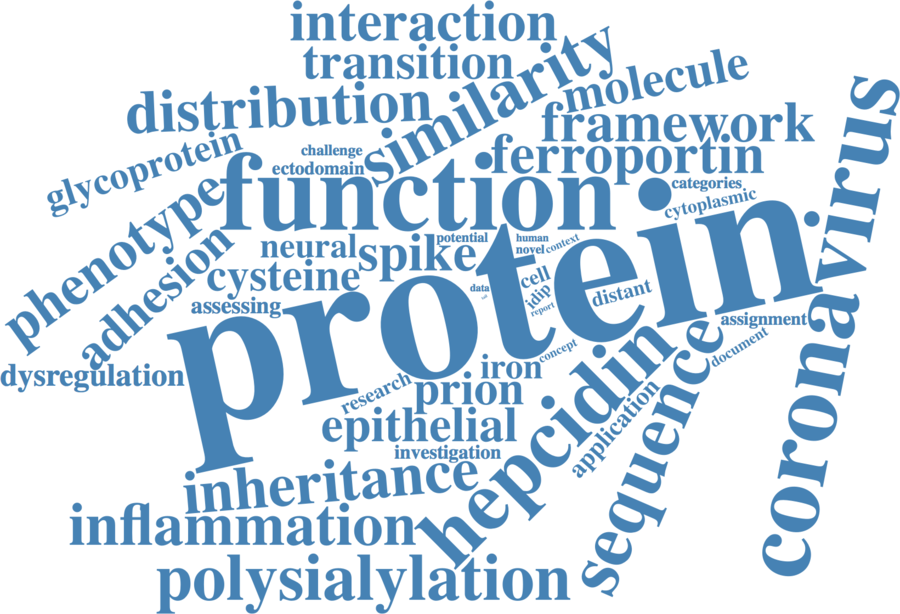 interaction
transition
similarity
molecule
distribution
framework
challenge
glycoprotein
ectodomain
ferroportin
function
categories
cytoplasmic
coronavirus
phenotype
adhesion
neural
spike
potential
human
novel
context
protein
cysteine
cell
data
idip
distant
assessing
report
assignment
document
dysregulation
iron
concept
research
prion
hepcidin
sequence
application
epithelial
investigation
inheritance
inflammation
polysialylation